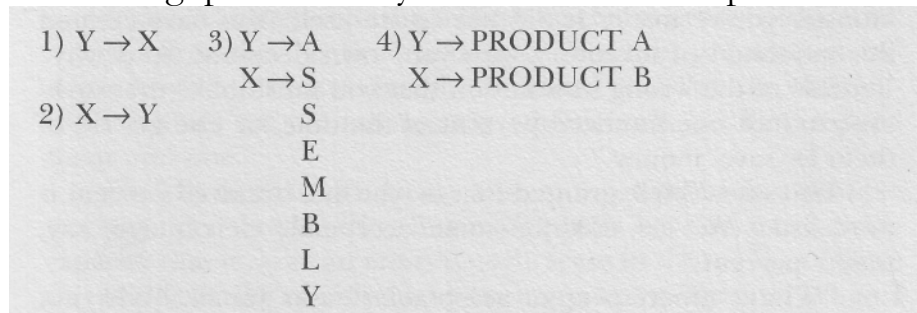 1) Y → X 3) Y → A 4) Y → PRODUCT A
X → S X → PRODUCT B
2) X → Y S
E
M
B
L
Y